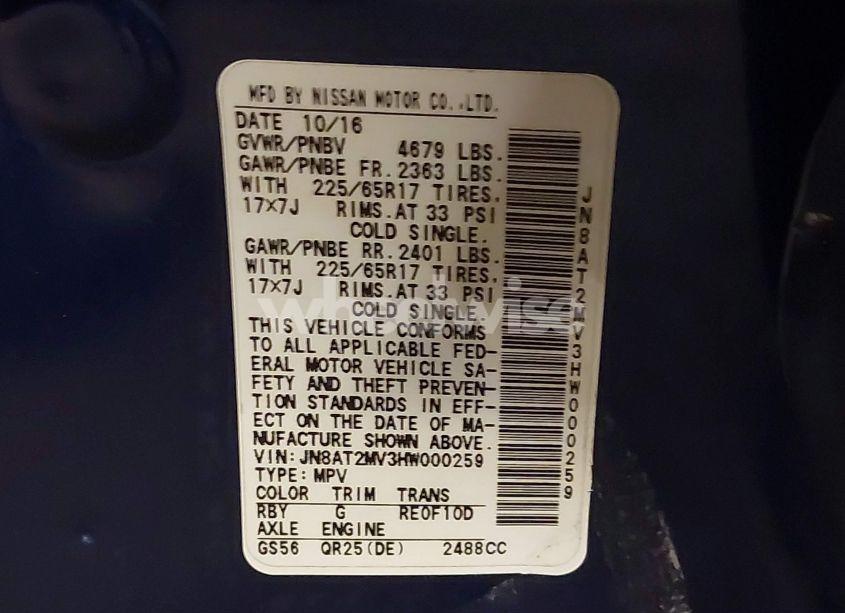 MFD BY NISSAN MOTOR CO.,LTD.
DATE 10/16
GVWR/PNBV 4679 LBS.
GAWR/PNBE FR. 2363 LBS.
WITH 225/65R17 TIRES.
17×7J RIMS.AT 33 PSI
COLD SINGLE.
GAWR/PNBE RR. 2401 LBS.
WITH 225/65R17 TIRES.
17×7J RIMS.AT 33 PSI
COLD SINGLE.
THIS VEHICLE CONFORMS
TO ALL APPLICABLE FED-
ERAL MOTOR VEHICLE SA-
FETY AND THEFT PREVEN-
TION STANDARDS IN EFF-
ECT ON THE DATE OF MA-
NUFACTURE SHOWN ABOVE.
VIN: JN8AT2MV3HW000259
TYPE: MPV
COLOR TRIM TRANS
RBY G RE0F10D
AXLE ENGINE
GS56 QR25(DE) 2488CC
JN8AT2MV3HW000259